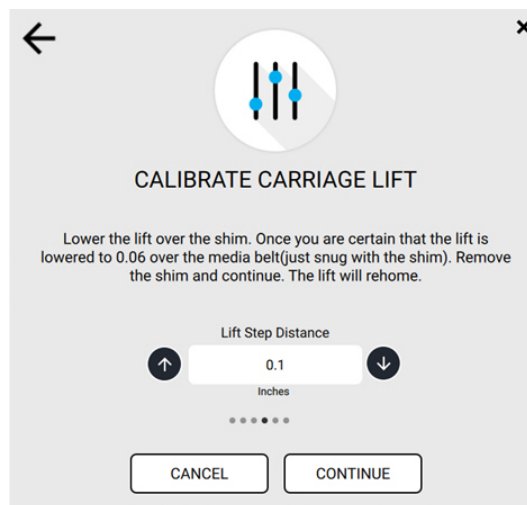 CALIBRATE CARRIAGE LIFT
Lower the lift over the shim. Once you are certain that the lift is
lowered to 0.06 over the media belt(just snug with the shim). Remove
the shim and continue. The lift will rehome.
Lift Step Distance
0.1
Inches
CANCEL
CONTINUE